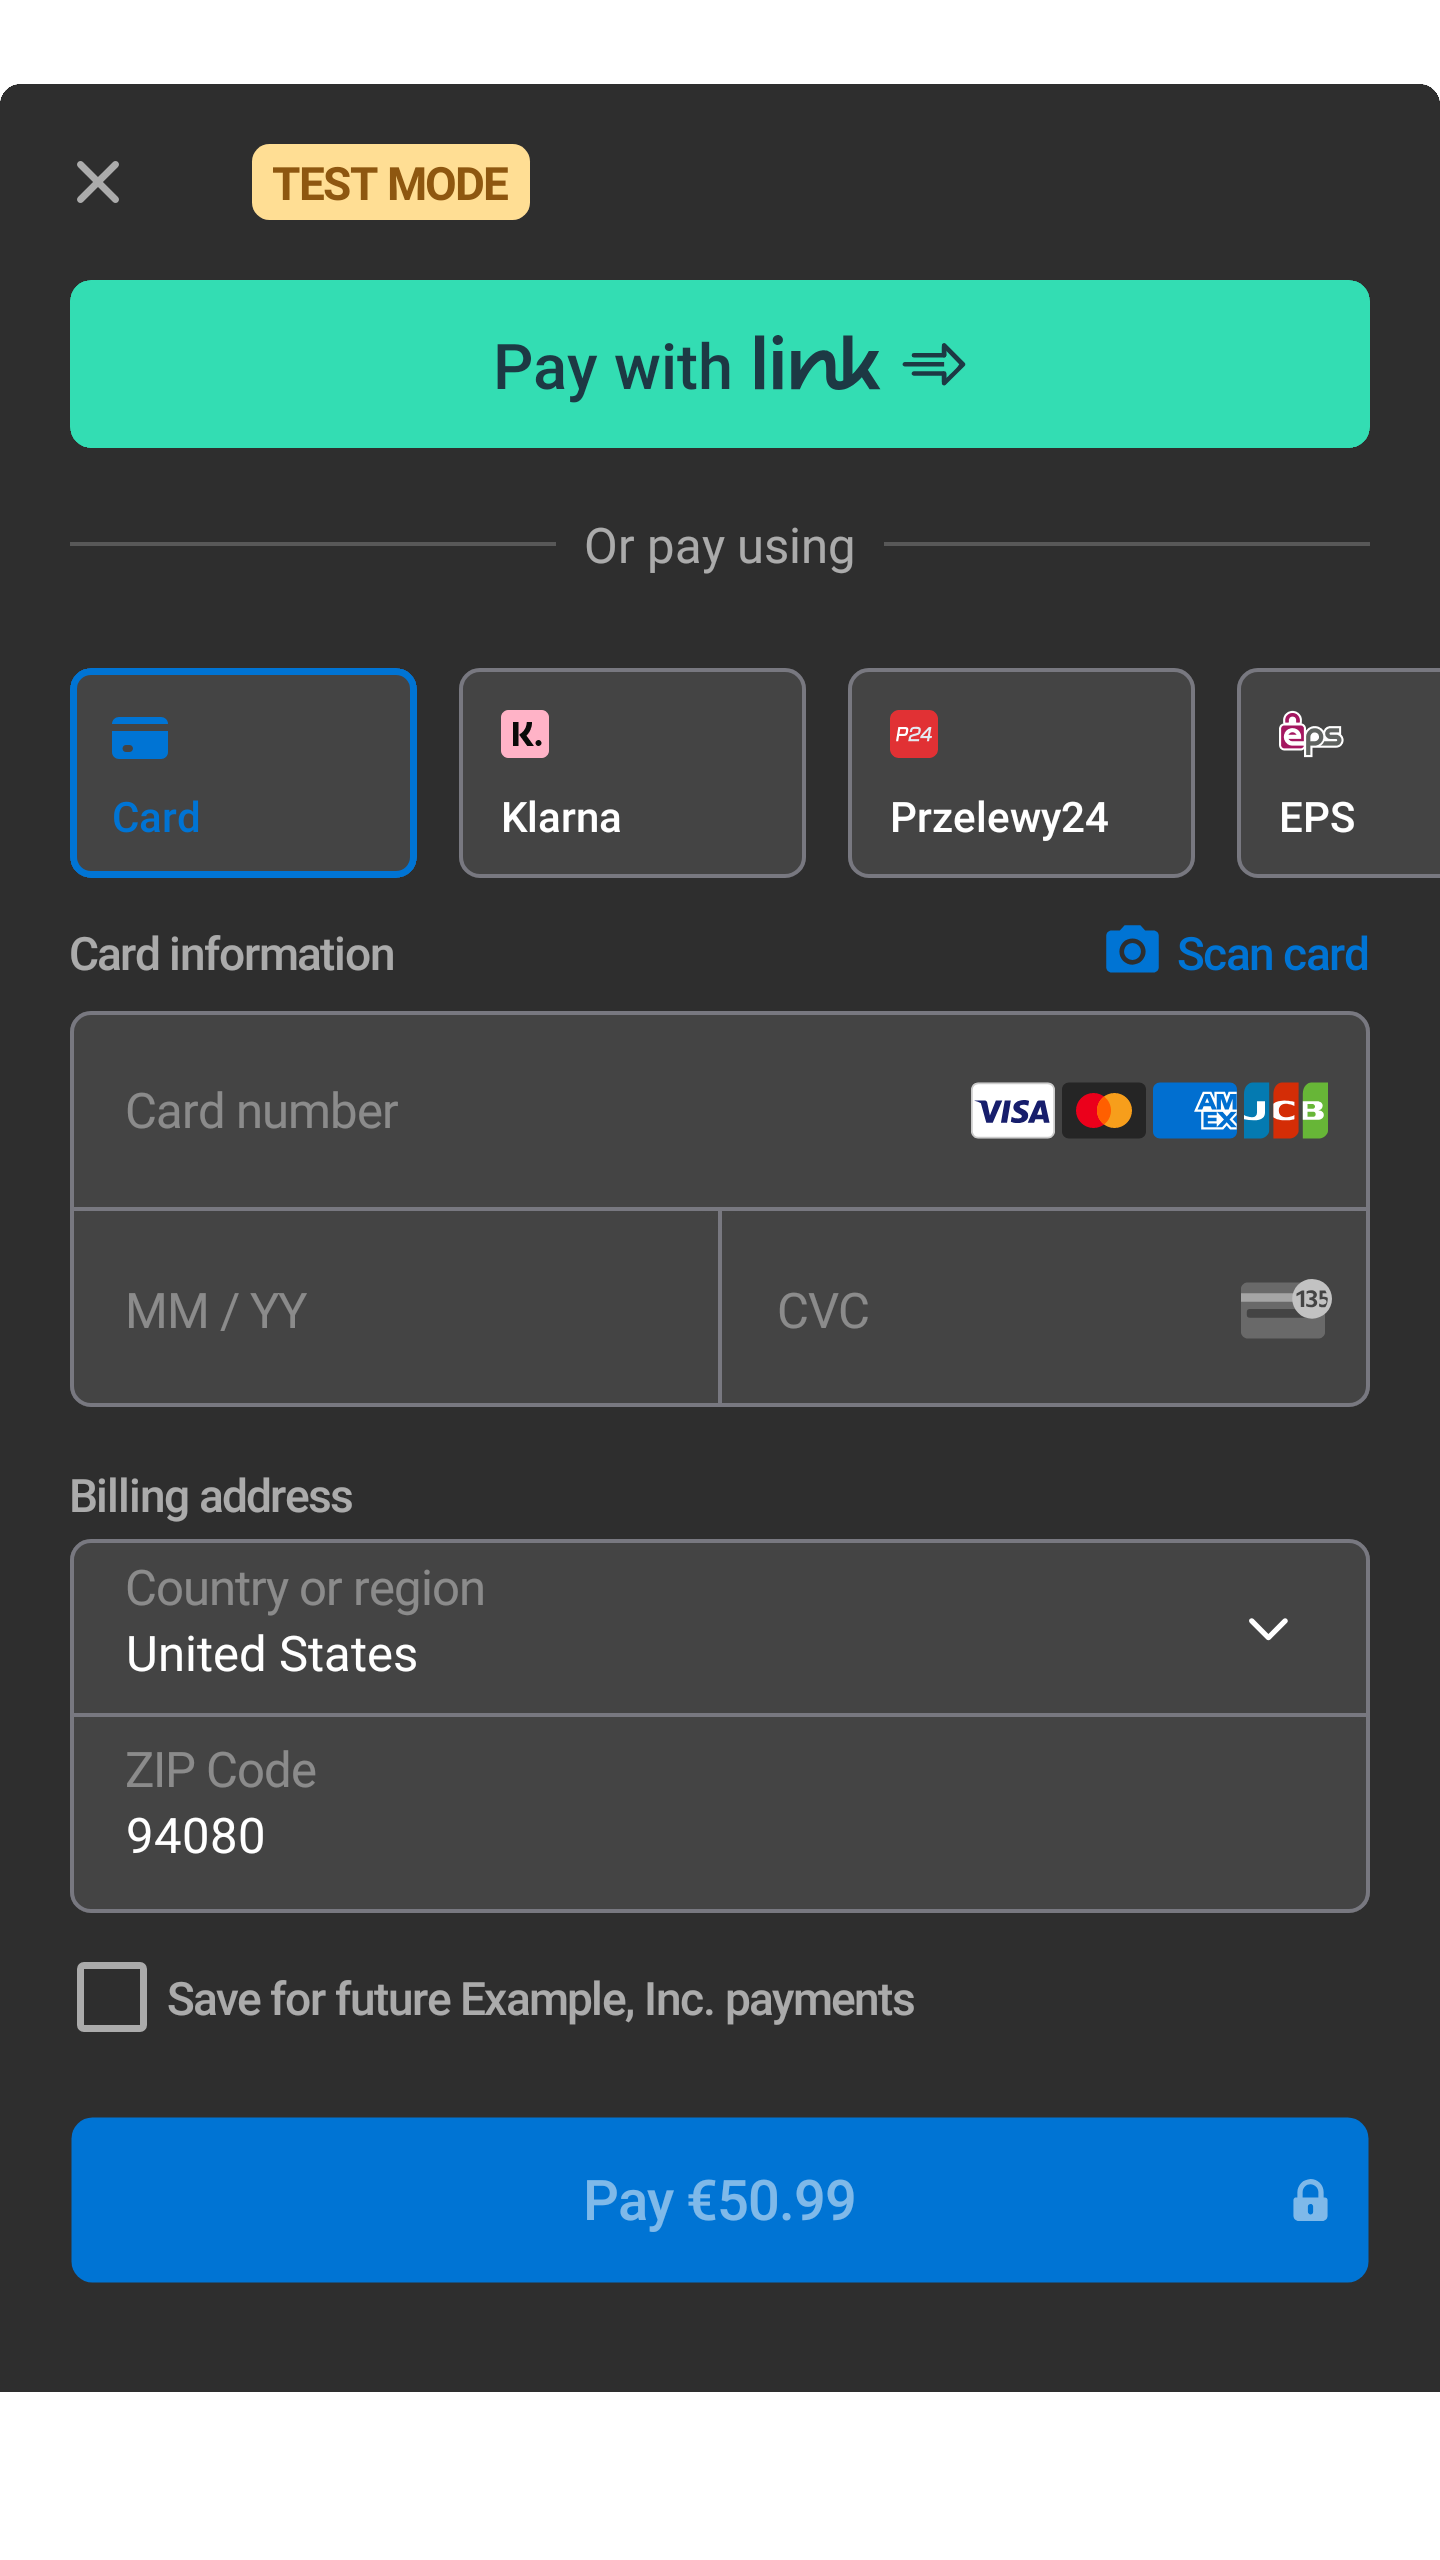 TEST MODE
Pay with link
Or pay using
Card
K.
Klarna
P24
Przelewy24
eps
EPS
Card information
Scan card
Card number
VISA
AM
EX
JCB
MM / YY
CVC
135
Billing address
Country or region
United States
ZIP Code
94080
Save for future Example, Inc. payments
Pay €50.99